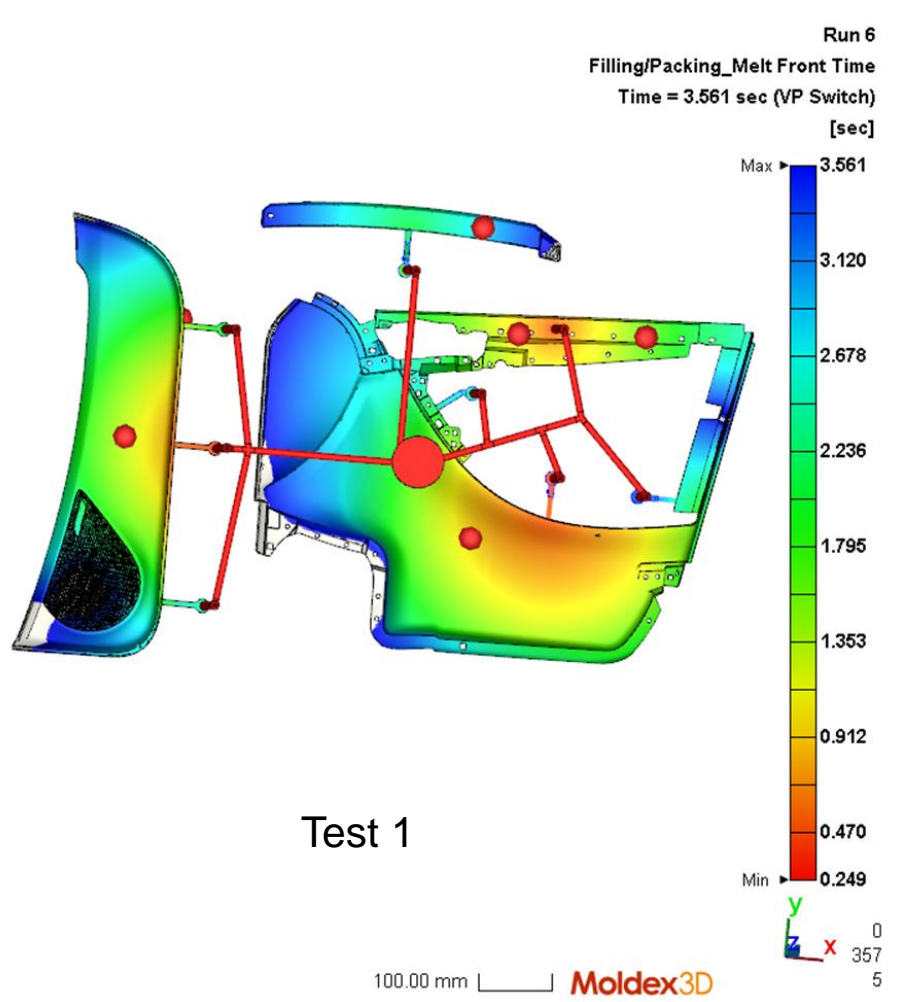 Run 6
Filling/Packing_Melt Front Time
Time = 3.561 sec (VP Switch)
[sec]
Max 3.561
3.120
2.678
2.236
1.795
1.353
0.912
0.470
Min 0.249
Test 1
y
z x
0
357
5
100.00 mm
Moldex3D